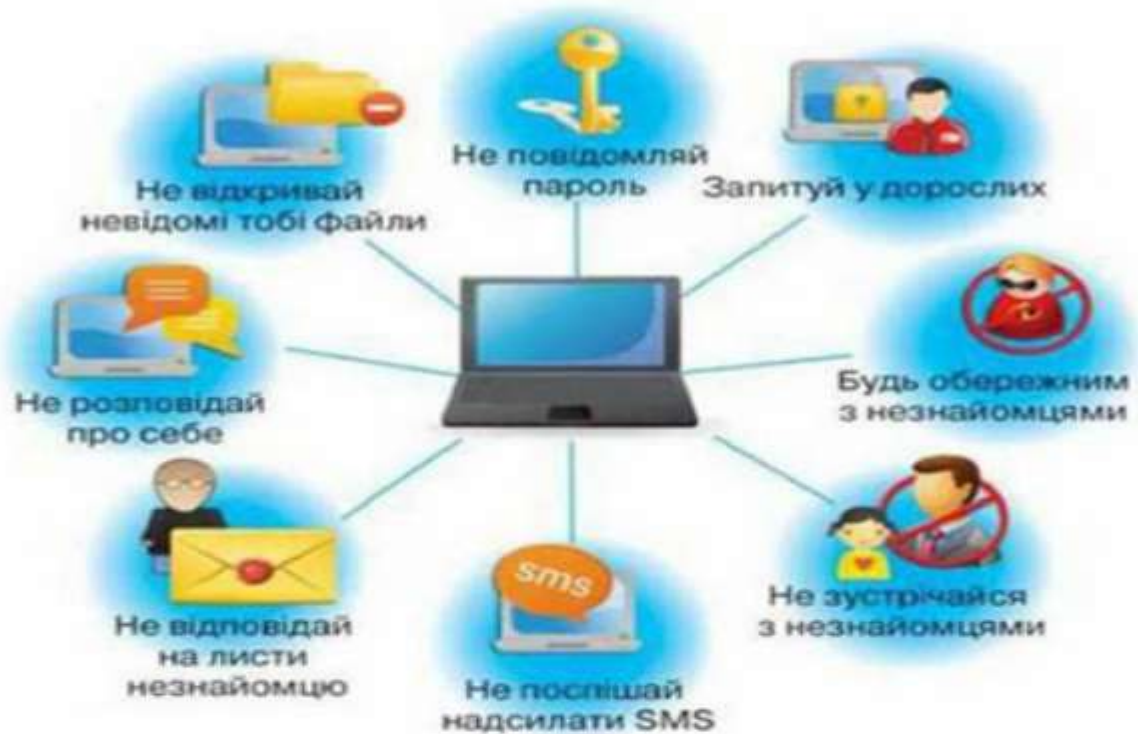 Не повідомляй
пароль
Запитуй у дорослих
Будь обережним
з незнайомцями
Не зустрічайся
з незнайомцями
sms
Не поспішай
надсилати SMS
Не відповідай
на листи
незнайомцю
Не розповідай
про себе
Не відкривай
невідомі тобі файли